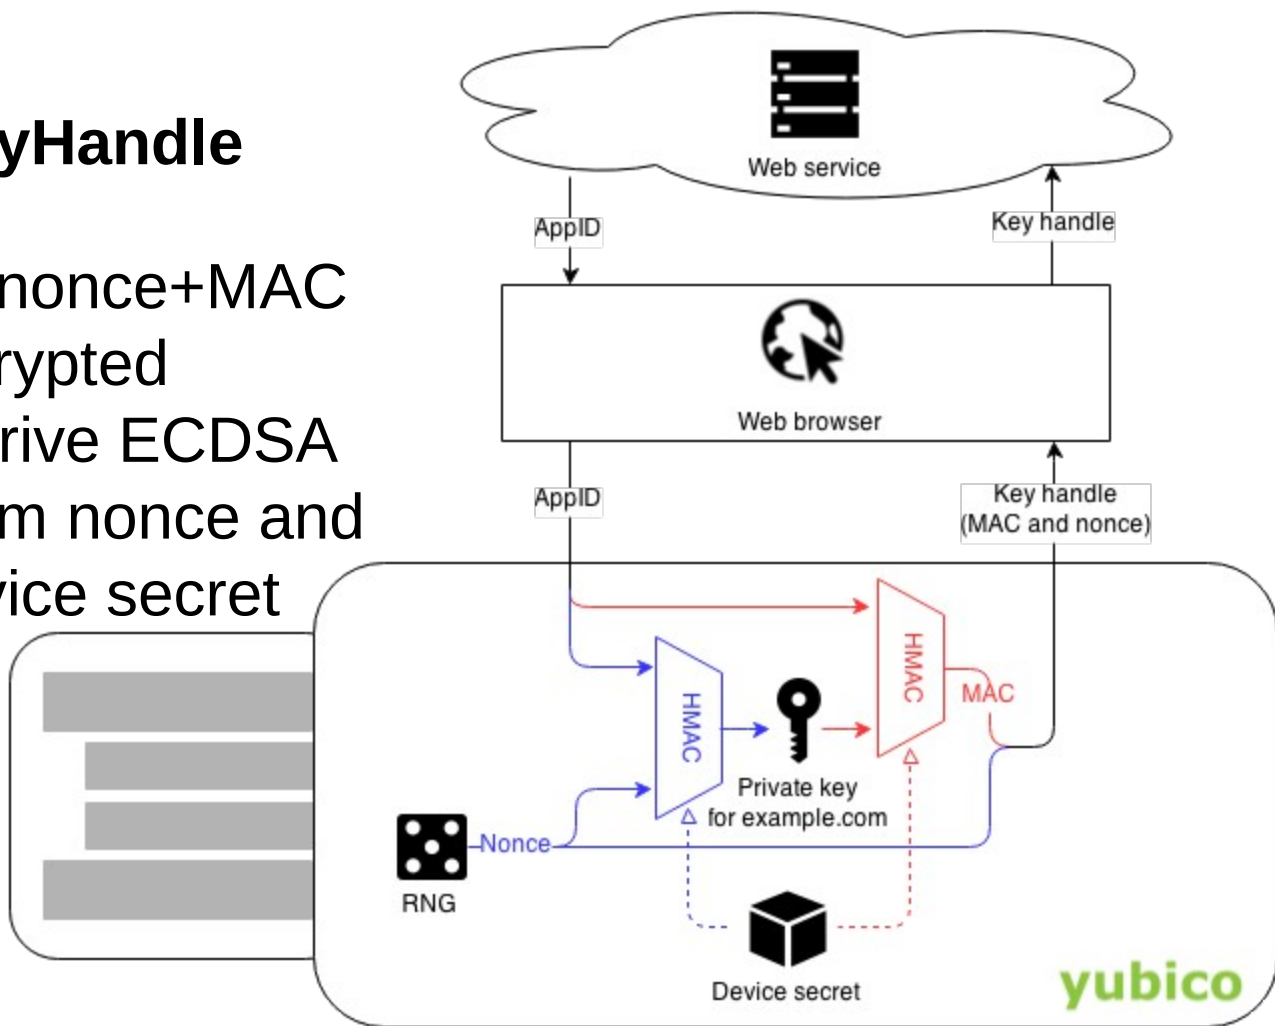 yHandle
nonce+MAC
rypted
rive ECDSA
m nonce and
vice secret
Web service
AppID
Key handle
Web browser
AppID
Key handle
(MAC and nonce)
HMAC
HMAC
MAC
Private key
for example.com
Nonce
RNG
Device secret
yubico